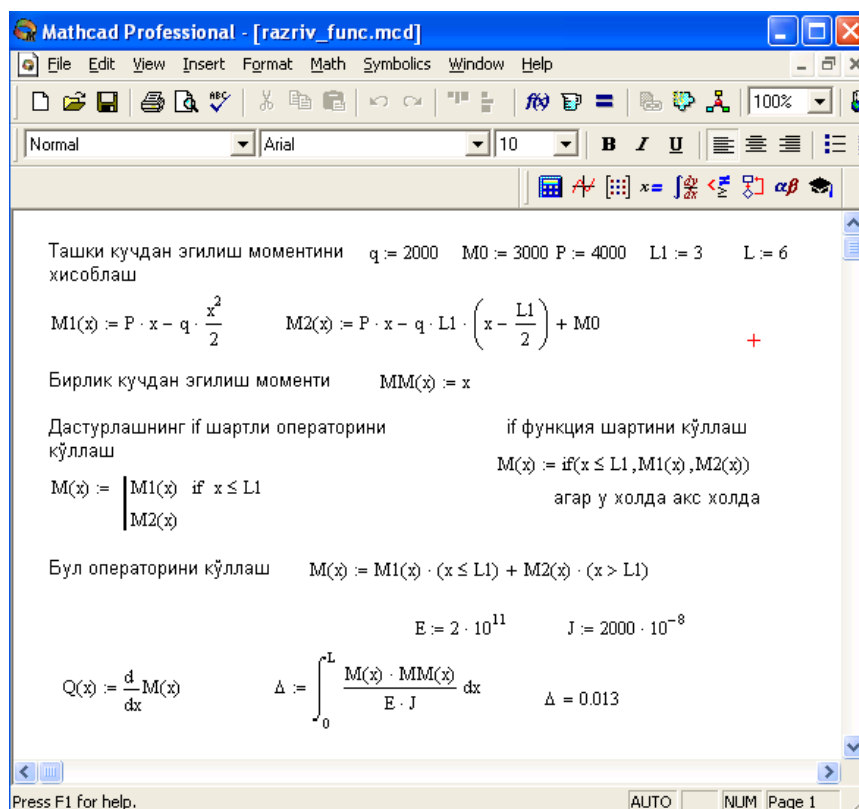 Mathcad Professional - [razriv_func.mcd]
File Edit View Insert Format Math Symbolics Window Help
100%
Normal Arial 10 B I U
Ташки кучдан эгилиш моментини q := 2000 M0 := 3000 P := 4000 L1 := 3 L := 6
хисоблаш
M1(x) := P · x − q · x²/2 M2(x) := P · x − q · L1 · (x − L1/2) + M0
Бирлик кучдан эгилиш моменти MM(x) := x
Дастурлашнинг if шартли операторини if функция шартини кўллаш
кўллаш
M(x) := if(x ≤ L1,M1(x),M2(x))
M(x) := M1(x) if x ≤ L1
агар у холда акс холда
M2(x)
Бул операторини кўллаш M(x) := M1(x) · (x ≤ L1) + M2(x) · (x > L1)
E := 2 · 10¹¹ J := 2000 · 10⁻⁸
Q(x) := d/dx M(x) Δ := ∫₀ᴸ M(x) · MM(x)/E · J dx Δ = 0.013
Press F1 for help. AUTO NUM Page 1